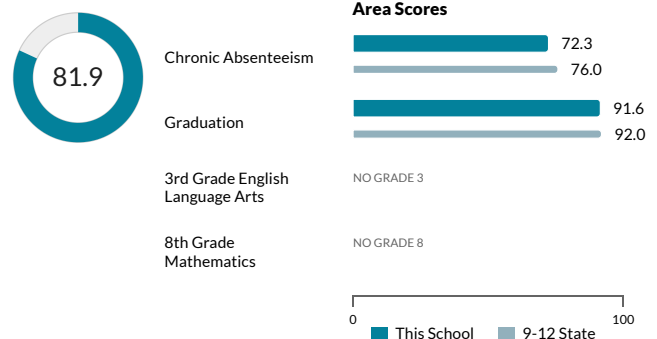 Area Scores
81.9
Chronic Absenteeism
72.3
76.0
Graduation
91.6
92.0
3rd Grade English
Language Arts
NO GRADE 3
8th Grade
Mathematics
NO GRADE 8
0
100
This School
9-12 State